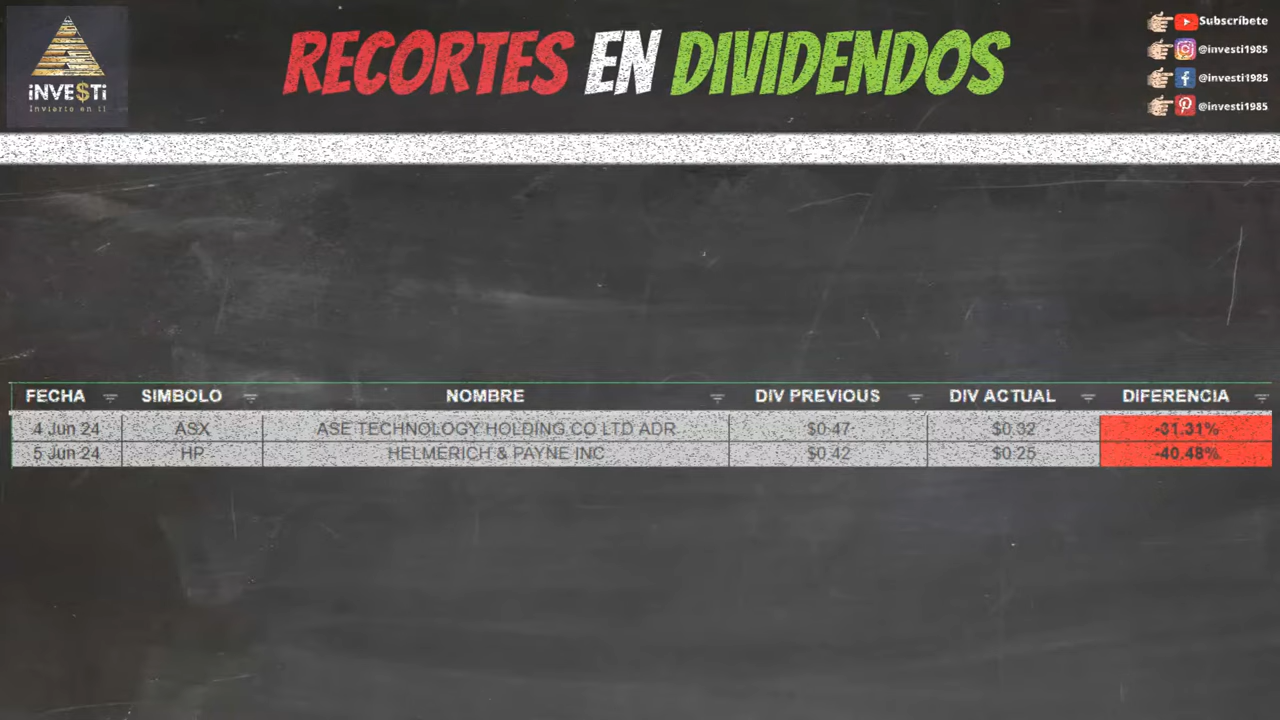 RECORTES EN DIVIDENDOS
iNVE$Ti
Invierte en ti
Subscríbete
@investi1985
@investi1985
@investi1985
FECHA SIMBOLO NOMBRE DIV PREVIOUS DIV ACTUAL DIFERENCIA
4 Jun 24 ASX ASE TECHNOLOGY HOLDING CO LTD ADR $0.47 $0.32 -31.31%
5 Jun 24 HP HELMERICH & PAYNE INC $0.42 $0.25 -40.48%